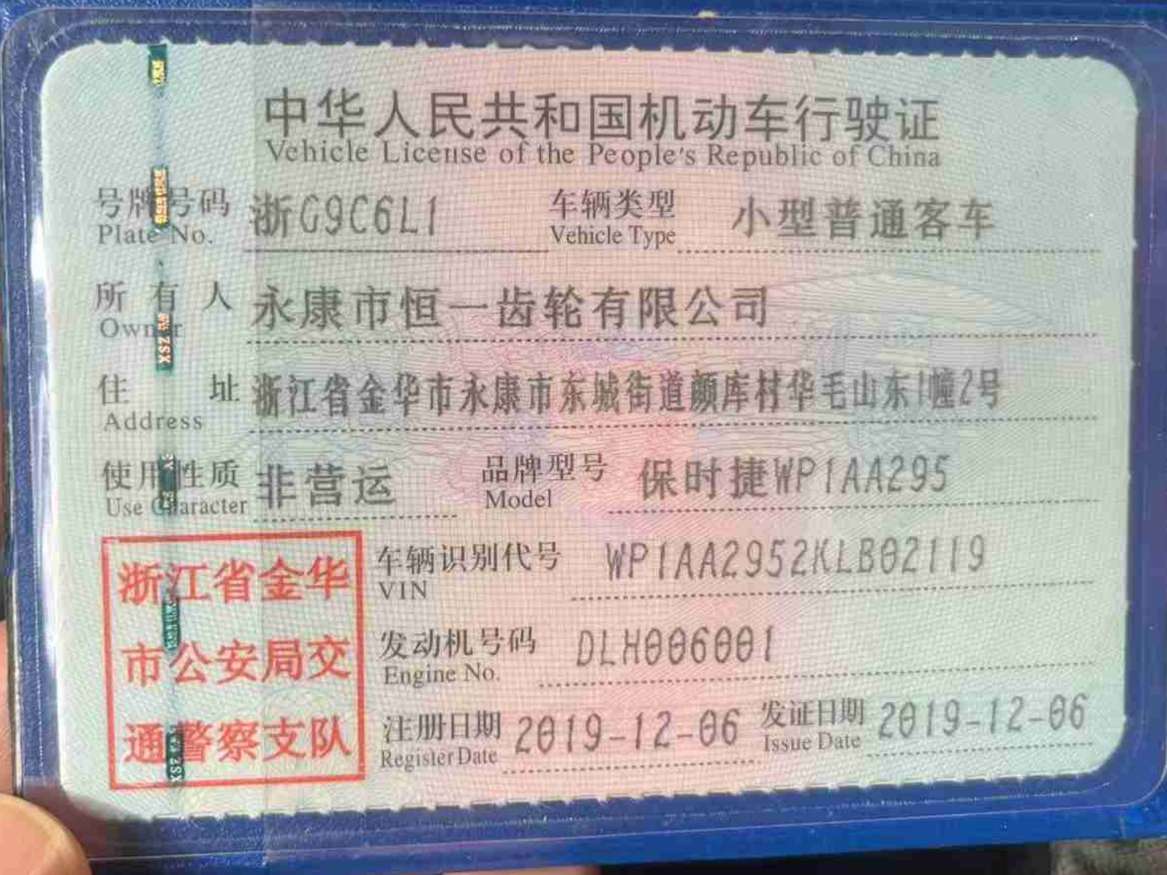 中华人民共和国机动车行驶证
Vehicle License of the People's Republic of China
号牌号码 浙G9C6L1 车辆类型 小型普通客车
Plate No. Vehicle Type
所有人 永康市恒一齿轮有限公司
Owner
住址 浙江省金华市永康市东城街道颜库村华毛山东1幢2号
Address
使用性质 非营运 品牌型号 保时捷WP1AA295
Use Character Model
浙江省金华
市公安局交
通警察支队
车辆识别代号 WP1AA2952KLB02119
VIN
发动机号码 DLH006001
Engine No.
注册日期 2019-12-06 发证日期 2019-12-06
Register Date Issue Date